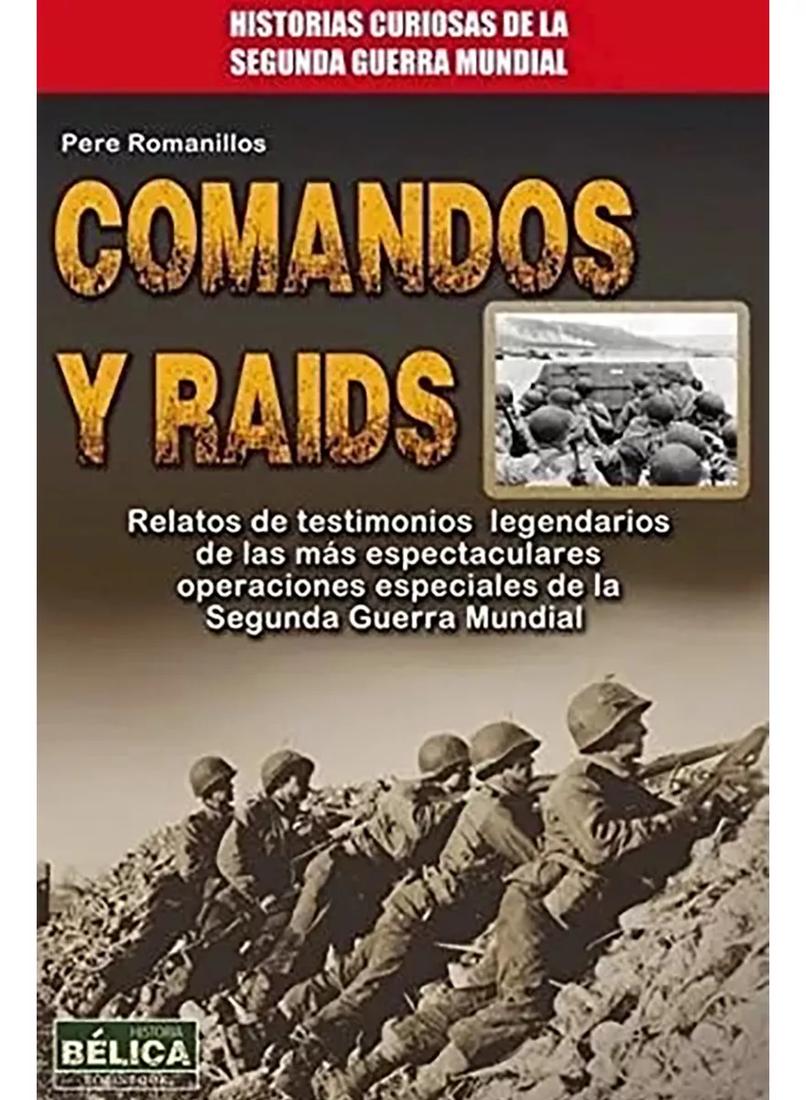 HISTORIAS CURIOSAS DE LA
SEGUNDA GUERRA MUNDIAL
Pere Romanillos
COMANDOS
Y RAIDS
Relatos de testimonios legendarios
de las más espectaculares
operaciones especiales de la
Segunda Guerra Mundial
HISTORIA
BÉLICA